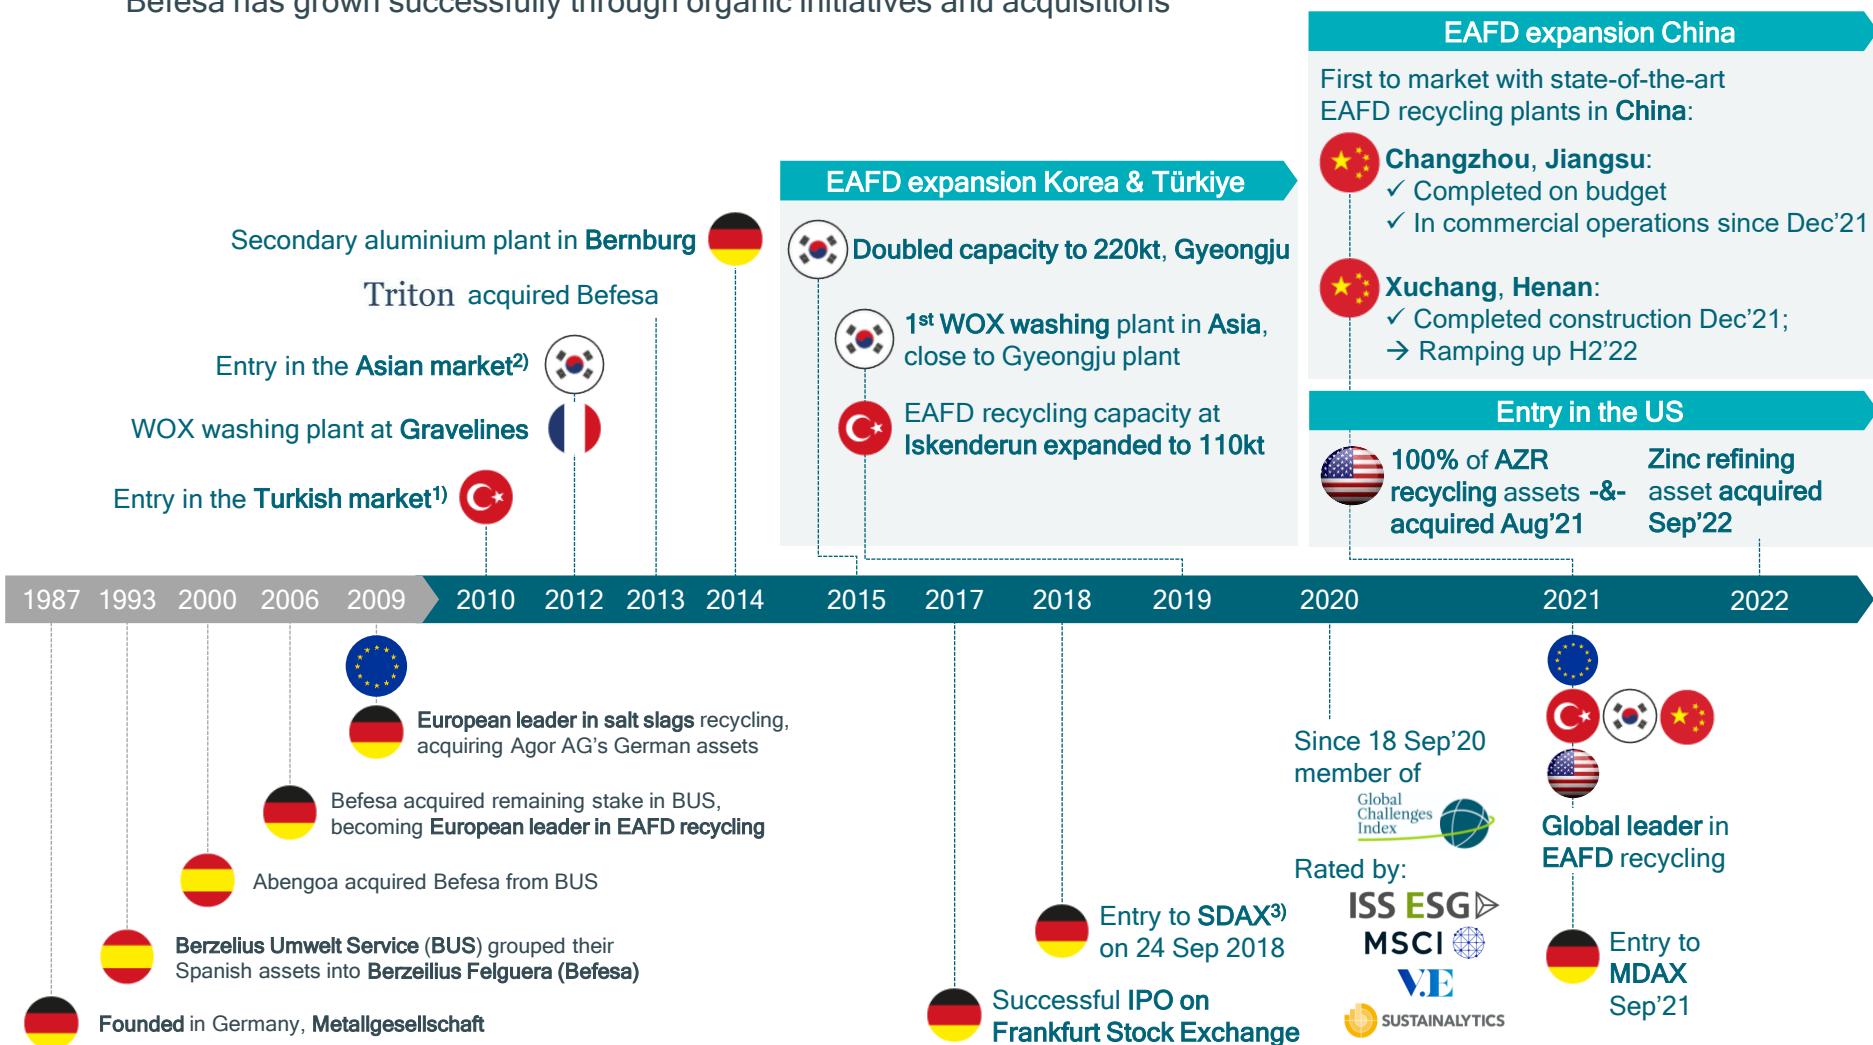 Befesa has grown successfully through organic initiatives and acquisitions
EAFD expansion China
First to market with state-of-the-art
EAFD recycling plants in China:
Changzhou, Jiangsu:
✓ Completed on budget
✓ In commercial operations since Dec'21
Xuchang, Henan:
✓ Completed construction Dec'21;
→ Ramping up H2'22
EAFD expansion Korea & Türkiye
Doubled capacity to 220kt, Gyeongju
1st WOX washing plant in Asia,
close to Gyeongju plant
EAFD recycling capacity at
Iskenderun expanded to 110kt
Entry in the US
100% of AZR
recycling assets -&-
acquired Aug'21
Zinc refining
asset acquired
Sep'22
Secondary aluminium plant in Bernburg
Triton acquired Befesa
Entry in the Asian market2)
WOX washing plant at Gravelines
Entry in the Turkish market1)
1987 1993 2000 2006 2009 2010 2012 2013 2014 2015 2017 2018 2019 2020 2021 2022
European leader in salt slags recycling,
acquiring Agor AG's German assets
Befesa acquired remaining stake in BUS,
becoming European leader in EAFD recycling
Abengoa acquired Befesa from BUS
Berzelius Umwelt Service (BUS) grouped their
Spanish assets into Berzeilius Felguera (Befesa)
Founded in Germany, Metallgesellschaft
Successful IPO on
Frankfurt Stock Exchange
Entry to SDAX3)
on 24 Sep 2018
Since 18 Sep'20
member of
Global
Challenges
Index
Rated by:
ISS ESG
MSCI
V.E
SUSTAINALYTICS
Global leader in
EAFD recycling
Entry to
MDAX
Sep'21